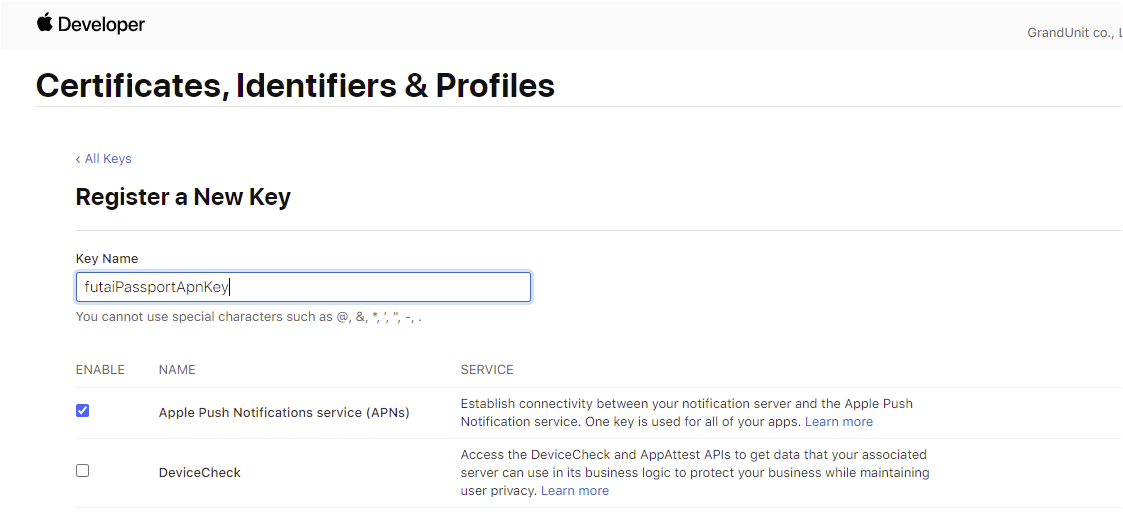 Developer
GrandUnit co.,
Certificates, Identifiers & Profiles
‹ All Keys
Register a New Key
Key Name
futaiPassportApnKey
You cannot use special characters such as @, &, *, ', ", -, .
ENABLE NAME SERVICE
Apple Push Notifications service (APNs)
Establish connectivity between your notification server and the Apple Push
Notification service. One key is used for all of your apps. Learn more
DeviceCheck
Access the DeviceCheck and AppAttest APIs to get data that your associated
server can use in its business logic to protect your business while maintaining
user privacy. Learn more